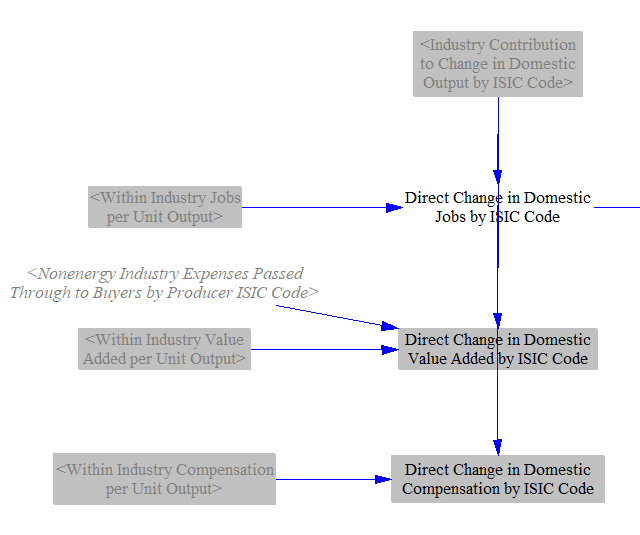 <Industry Contribution
to Change in Domestic
Output by ISIC Code>
<Within Industry Jobs
per Unit Output>
Direct Change in Domestic
Jobs by ISIC Code
<Nonenergy Industry Expenses Passed
Through to Buyers by Producer ISIC Code>
<Within Industry Value
Added per Unit Output>
Direct Change in Domestic
Value Added by ISIC Code
<Within Industry Compensation
per Unit Output>
Direct Change in Domestic
Compensation by ISIC Code